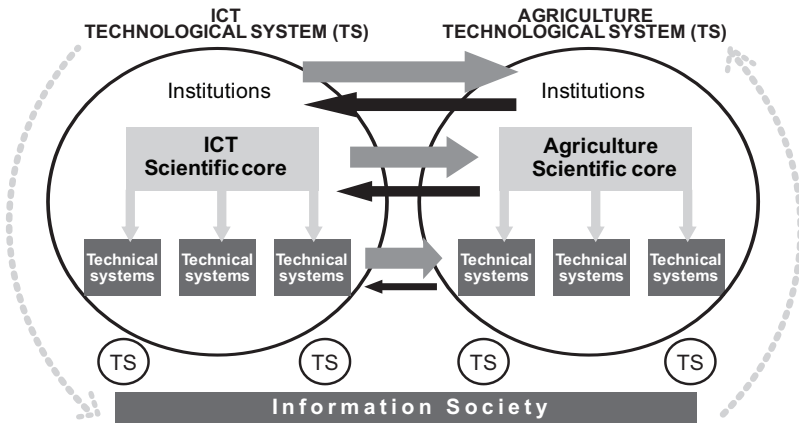 ICT
TECHNOLOGICAL SYSTEM (TS)
AGRICULTURE
TECHNOLOGICAL SYSTEM (TS)
Institutions
Institutions
ICT
Scientific core
Agriculture
Scientific core
Technical
systems
Technical
systems
Technical
systems
Technical
systems
Technical
systems
Technical
systems
TS
TS
TS
TS
Information Society